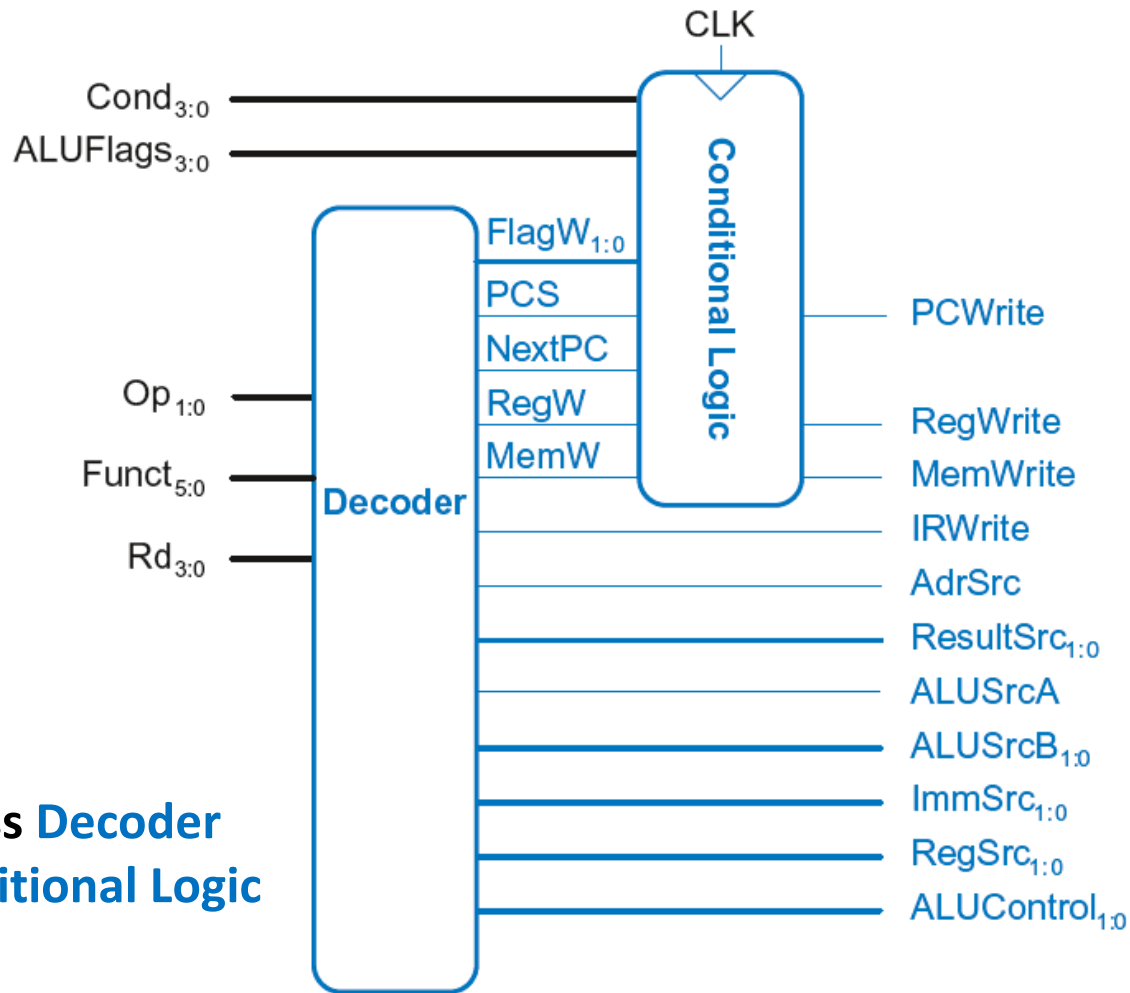 CLK
Cond3:0
ALUFlags3:0
Conditional Logic
FlagW1:0
PCS
PCWrite
NextPC
Op1:0
RegW
RegWrite
MemW
MemWrite
Funct5:0
Decoder
IRWrite
Rd3:0
AdrSrc
ResultSrc1:0
ALUSrcA
ALUSrcB1:0
ImmSrc1:0
RegSrc1:0
ALUControl1:0
Decoder
Logic